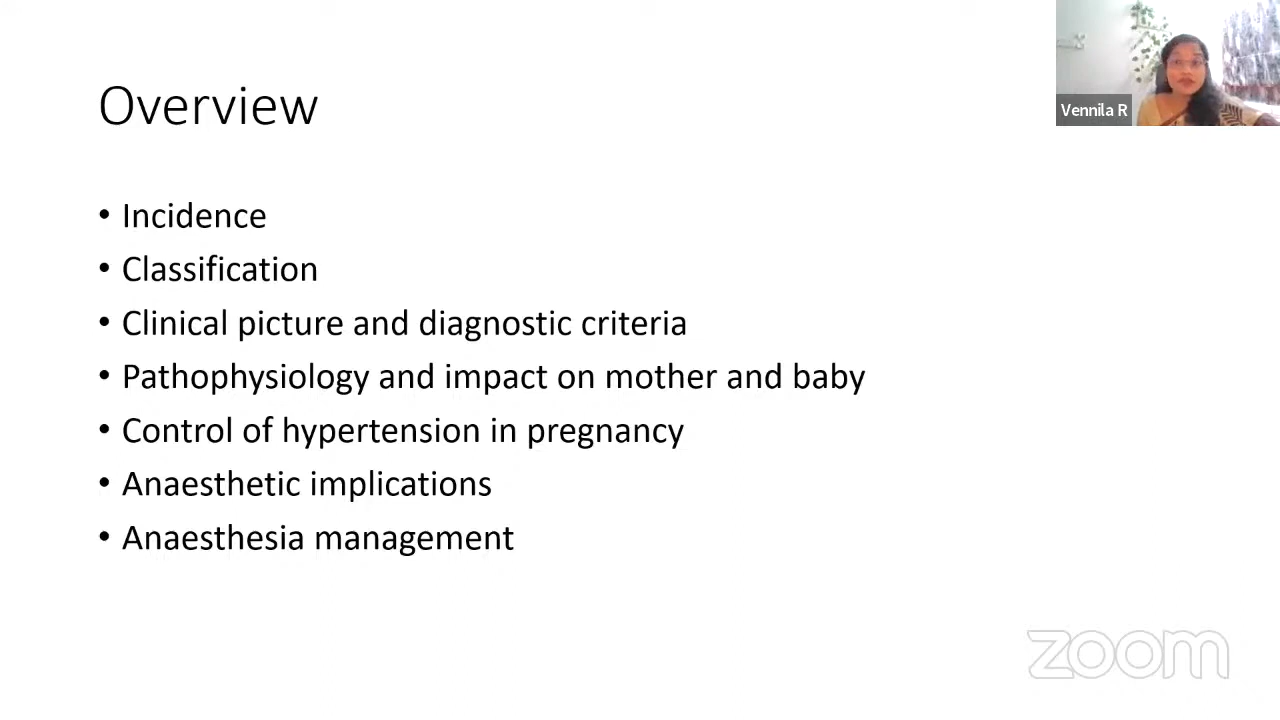 Overview
Vennila R
• Incidence
• Classification
• Clinical picture and diagnostic criteria
• Pathophysiology and impact on mother and baby
• Control of hypertension in pregnancy
• Anaesthetic implications
• Anaesthesia management
zoom